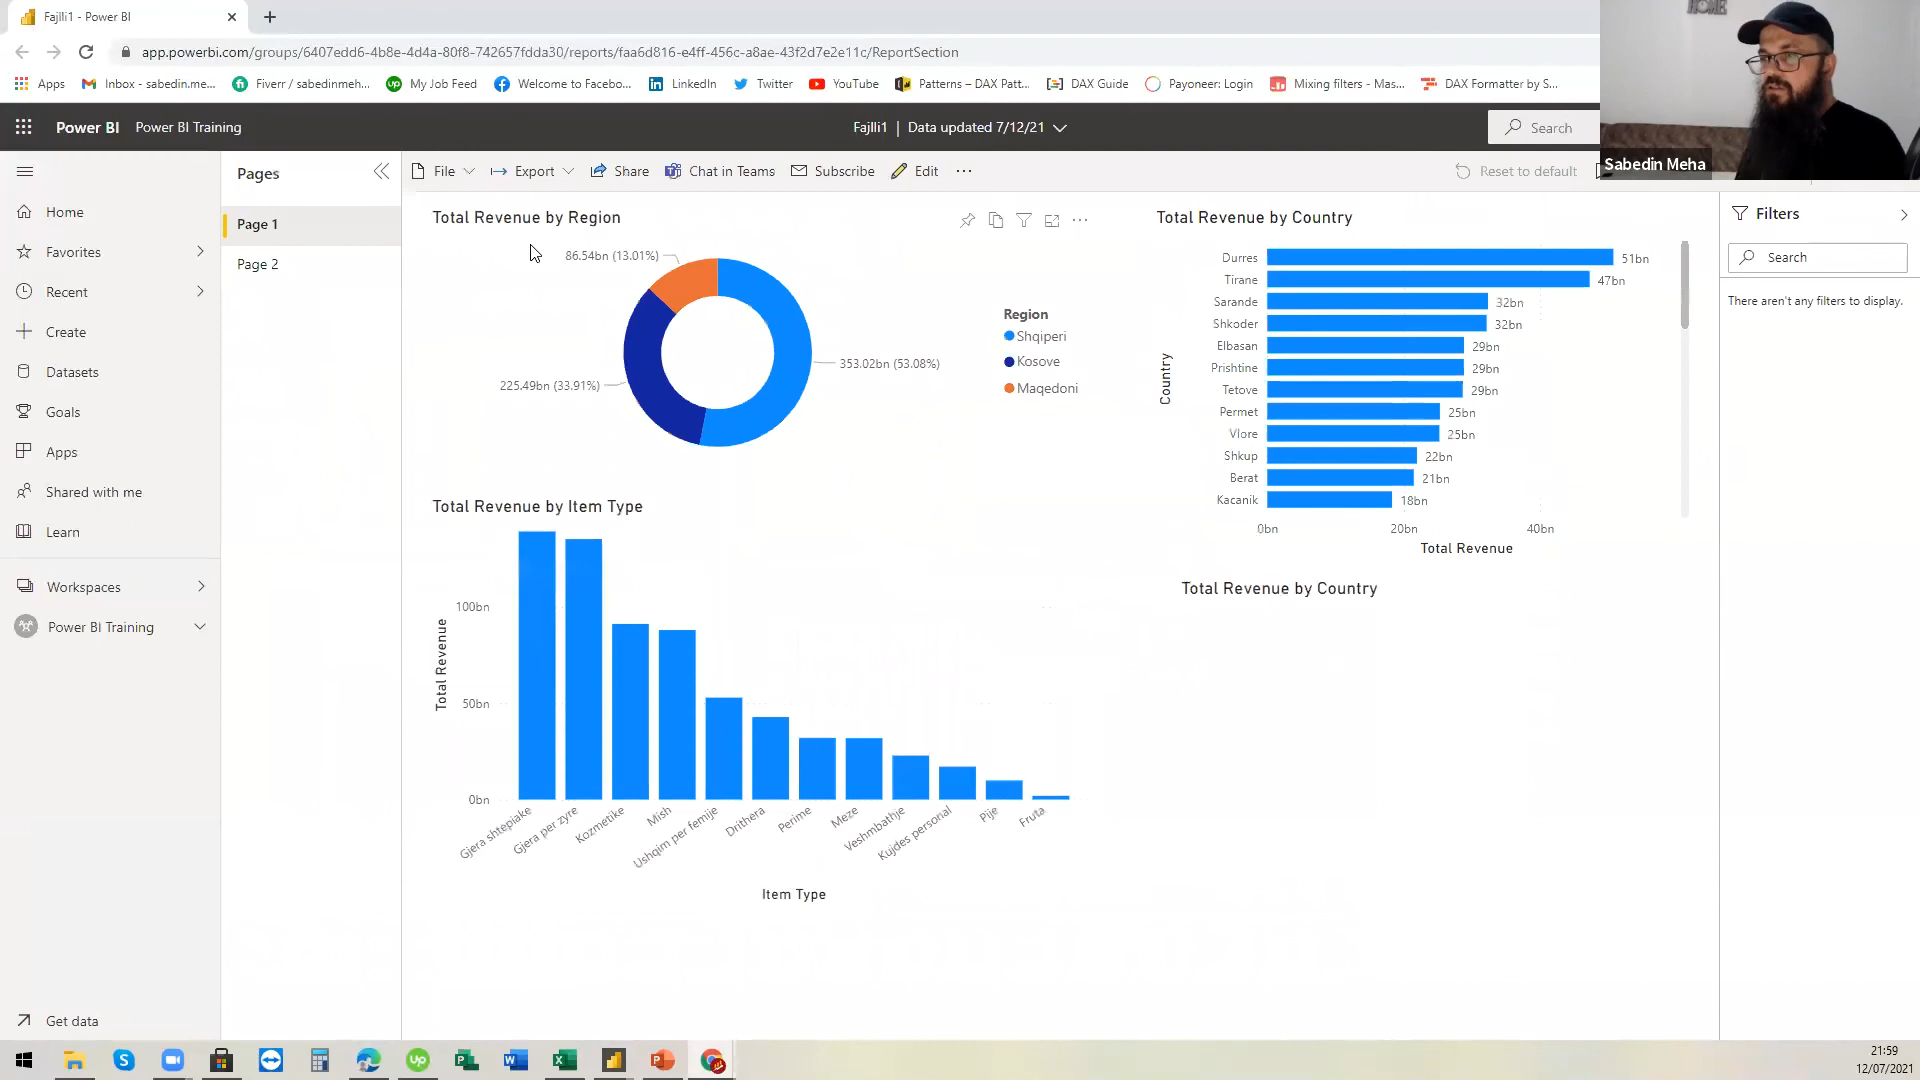 Fajlli1 - Power BI
app.powerbi.com/groups/6407edd6-4b8e-4d4a-80f8-742657fdda30/reports/faa6d816-e4ff-456c-a8ae-43f2d7e2e11c/ReportSection
Apps
Inbox - sabedin.me...
Fiverr / sabedinmeh...
My Job Feed
Welcome to Facebo...
LinkedIn
Twitter
YouTube
Patterns – DAX Patt...
DAX Guide
Payoneer: Login
Mixing filters - Mas...
DAX Formatter by S...
HOME
Sabedin Meha
Power BI
Power BI Training
Fajlli1 | Data updated 7/12/21
Search
Pages
File
Export
Share
Chat in Teams
Subscribe
Edit
Reset to default
Home
Favorites
Recent
Create
Datasets
Goals
Apps
Shared with me
Learn
Workspaces
Power BI Training
Get data
Page 1
Page 2
Total Revenue by Region
86.54bn (13.01%)
353.02bn (53.08%)
225.49bn (33.91%)
Region
Shqiperi
Kosove
Maqedoni
Total Revenue by Country
Country
Durres 51bn
Tirane 47bn
Sarande 32bn
Shkoder 32bn
Elbasan 29bn
Prishtine 29bn
Tetove 29bn
Permet 25bn
Vlore 25bn
Shkup 22bn
Berat 21bn
Kacanik 18bn
0bn 20bn 40bn
Total Revenue
Filters
Search
There aren't any filters to display.
Total Revenue by Item Type
Total Revenue
100bn
50bn
0bn
Gjera shtepiake
Gjera per zyre
Kozmetike
Mish
Ushqim per femije
Drithera
Perime
Meze
Veshmbathje
Kujdes personal
Pije
Fruta
Item Type
Total Revenue by Country
21:59
12/07/2021